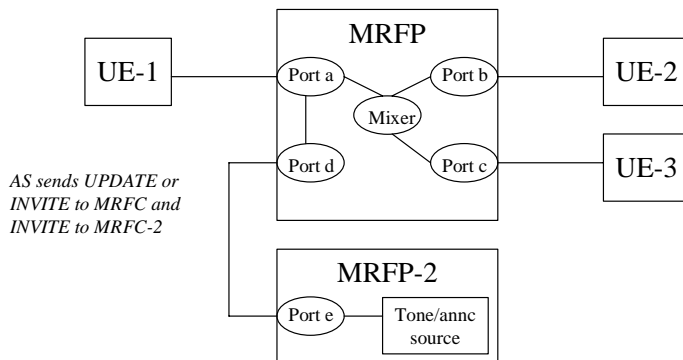 MRFP
UE-1
Port a
Port b
UE-2
Mixer
Port d
Port c
UE-3
AS sends UPDATE or
INVITE to MRFC and
INVITE to MRFC-2
MRFP-2
Port e
Tone/annc
source